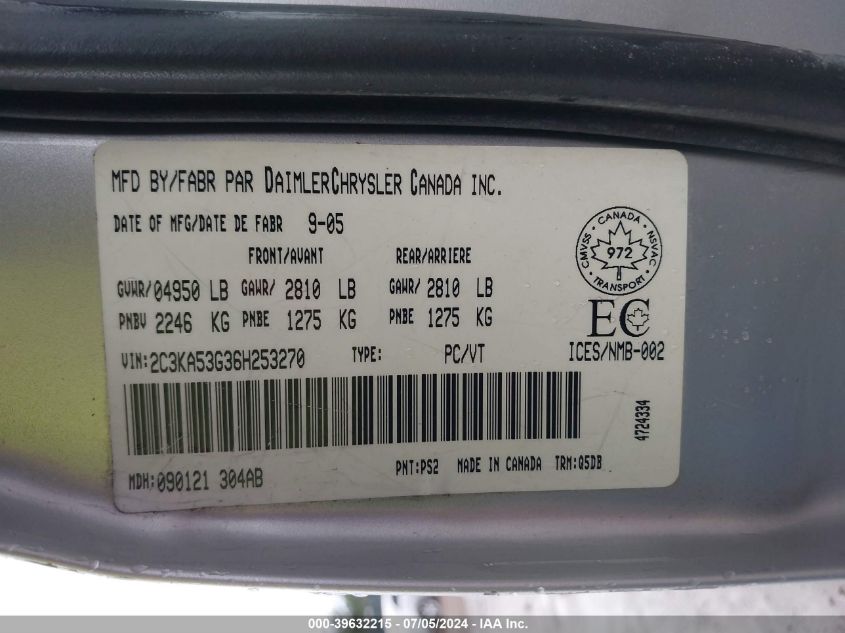 MFD BY/FABR PAR DAIMLERCHRYSLER CANADA INC.
DATE OF MFG/DATE DE FABR 9-05
FRONT/AVANT REAR/ARRIERE
GVWR/04950 LB GAWR/ 2810 LB GAWR/ 2810 LB
PNBV 2246 KG PNBE 1275 KG PNBE 1275 KG
VIN:2C3KA53G36H253270 TYPE: PC/VT
CANADA
CMVSS · NSVAC
972
TRANSPORT
EC
ICES/NMB-002
4724334
MDH:090121 304AB
PNT:PS2 MADE IN CANADA TRM:Q5DB
000-39632215 - 07/05/2024 - IAA Inc.